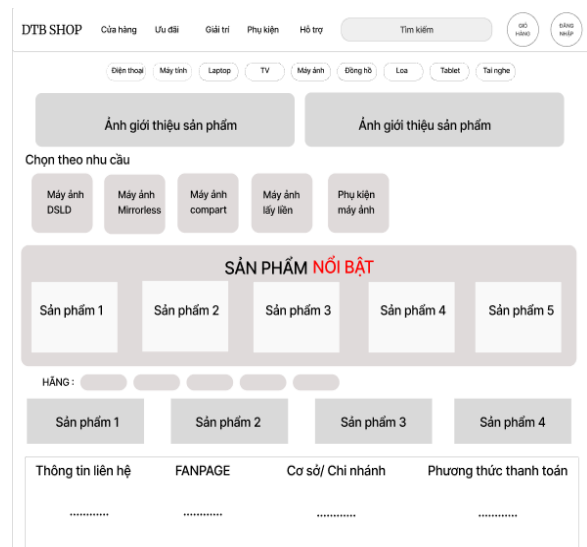 DTB SHOP Cửa hàng Ưu đãi Giải trí Phụ kiện Hỗ trợ Tìm kiếm GIỎ HÀNG ĐĂNG NHẬP
Điện thoại Máy tính Laptop TV Máy ảnh Đồng hồ Loa Tablet Tai nghe
Ảnh giới thiệu sản phẩm Ảnh giới thiệu sản phẩm
Chọn theo nhu cầu
Máy ảnh DSLD Máy ảnh Mirrorless Máy ảnh compart Máy ảnh lấy liền Phụ kiện máy ảnh
SẢN PHẨM NỔI BẬT
Sản phẩm 1 Sản phẩm 2 Sản phẩm 3 Sản phẩm 4 Sản phẩm 5
HÃNG :
Sản phẩm 1 Sản phẩm 2 Sản phẩm 3 Sản phẩm 4
Thông tin liên hệ FANPAGE Cơ sở/ Chi nhánh Phương thức thanh toán
............ ............ ............ ............